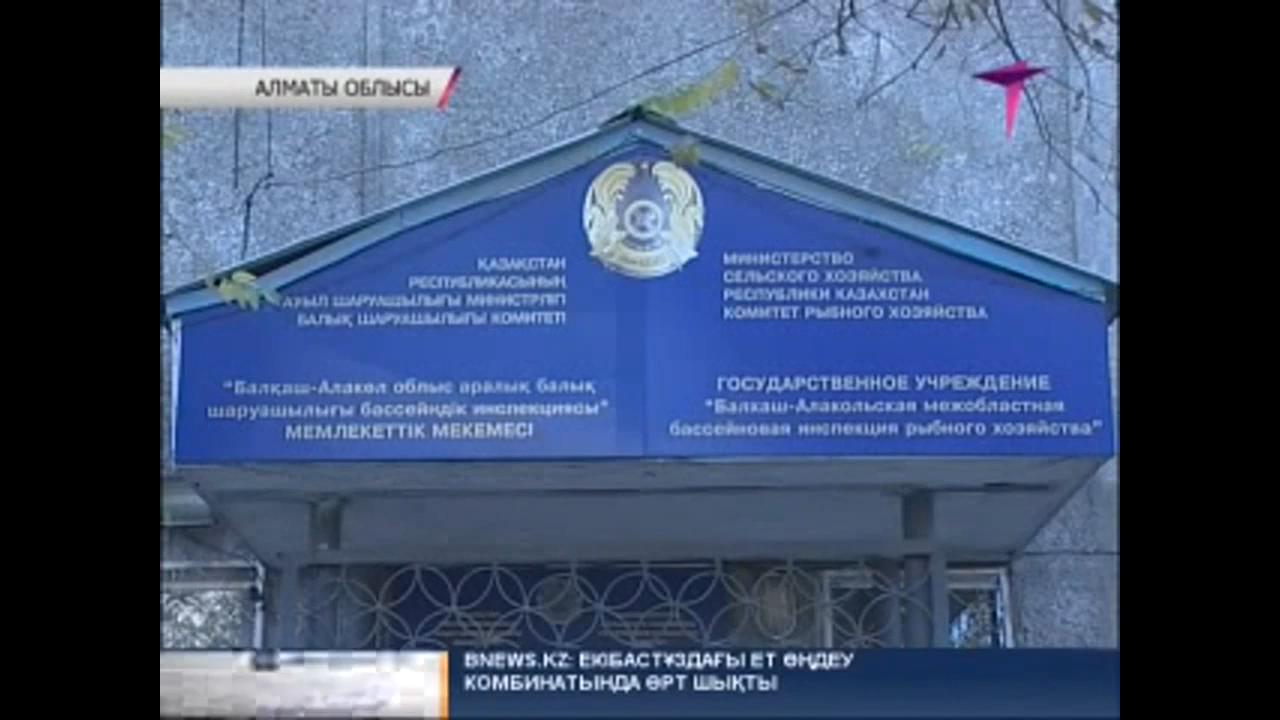 АЛМАТЫ ОБЛЫСЫ
ҚАЗАҚСТАН
РЕСПУБЛИКАСЫНЫҢ
АУЫЛ ШАРУАШЫЛЫҒЫ МИНИСТРЛІГІ
БАЛЫҚ ШАРУАШЫЛЫҒЫ КОМИТЕТІ
"Балқаш-Алакөл облыс аралық балық
шаруашылығы бассейндік инспекциясы"
МЕМЛЕКЕТТІК МЕКЕМЕСІ
МИНИСТЕРСТВО
СЕЛЬСКОГО ХОЗЯЙСТВА
РЕСПУБЛИКИ КАЗАХСТАН
КОМИТЕТ РЫБНОГО ХОЗЯЙСТВА
ГОСУДАРСТВЕННОЕ УЧРЕЖДЕНИЕ
"Балхаш-Алакольская межобластная
бассейновая инспекция рыбного хозяйства"
BNEWS.KZ: ЕКІБАСТҰЗДАҒЫ ЕТ ӨҢДЕУ
КОМБИНАТЫНДА ӨРТ ШЫҚТЫ